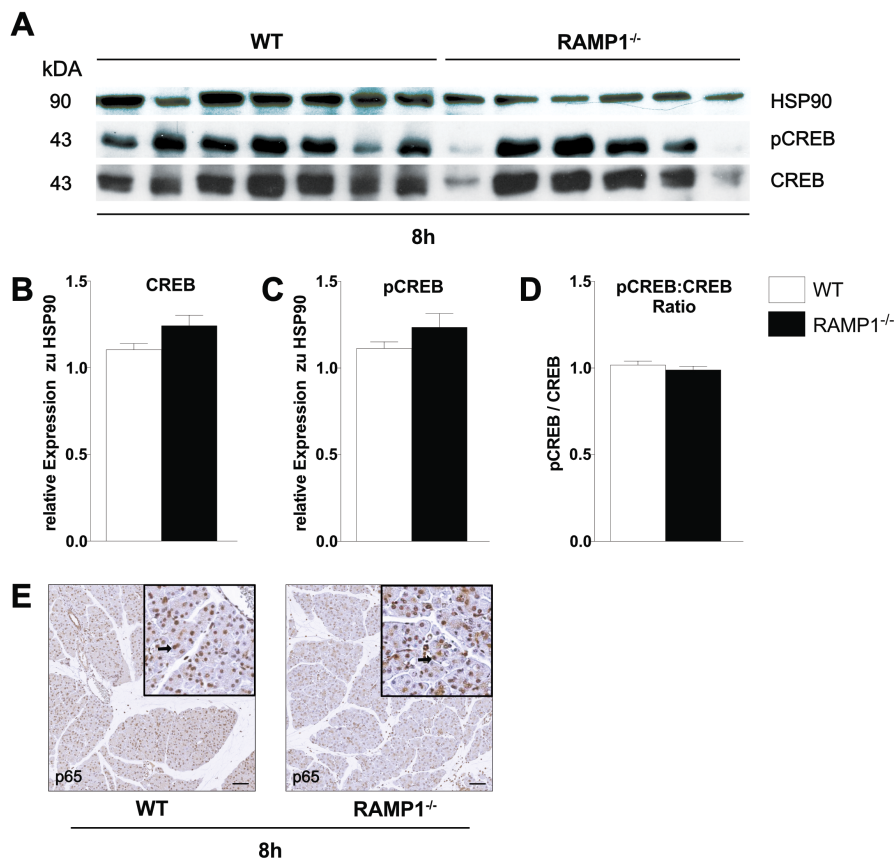 A
WT RAMP1-/-
kDA
90 HSP90
43 pCREB
43 CREB
8h
B CREB
relative Expression zu HSP90
1.5
1.0
0.5
0.0
C pCREB
relative Expression zu HSP90
1.5
1.0
0.5
0.0
D pCREB:CREB
Ratio
pCREB / CREB
1.5
1.0
0.5
0.0
WT
RAMP1-/-
E
p65 p65
WT RAMP1-/-
8h